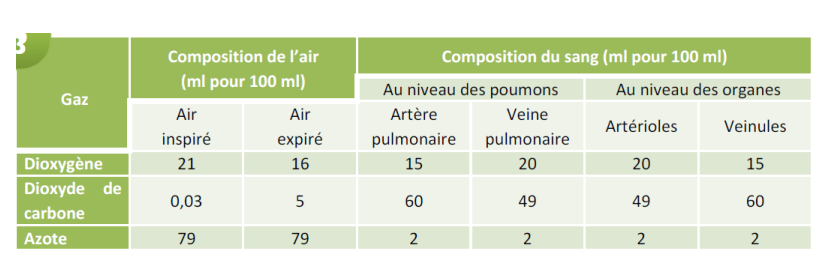 3
Gaz
Composition de l’air
(ml pour 100 ml)
Composition du sang (ml pour 100 ml)
Au niveau des poumons
Au niveau des organes
Air
inspiré
Air
expiré
Artère
pulmonaire
Veine
pulmonaire
Artérioles
Veinules
Dioxygène 21 16 15 20 20 15
Dioxyde de
carbone
0,03 5 60 49 49 60
Azote 79 79 2 2 2 2